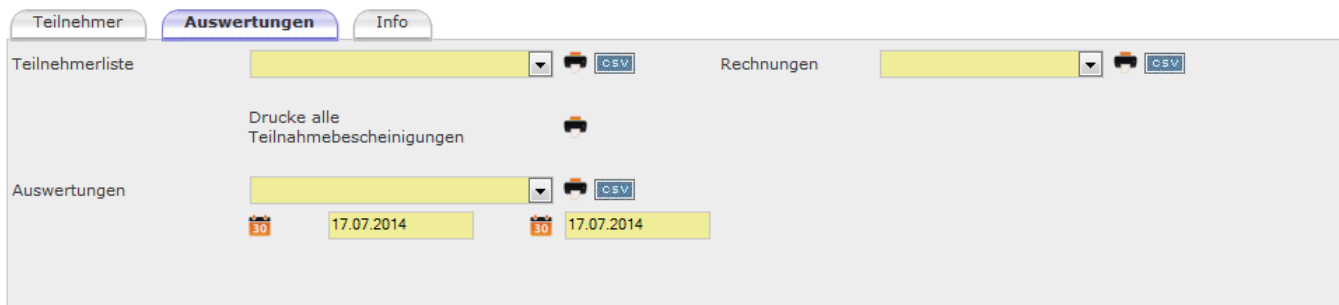 Teilnehmer Auswertungen Info
Teilnehmerliste CSV Rechnungen CSV
Drucke alle
Teilnahmebescheinigungen
Auswertungen CSV
30 17.07.2014 30 17.07.2014